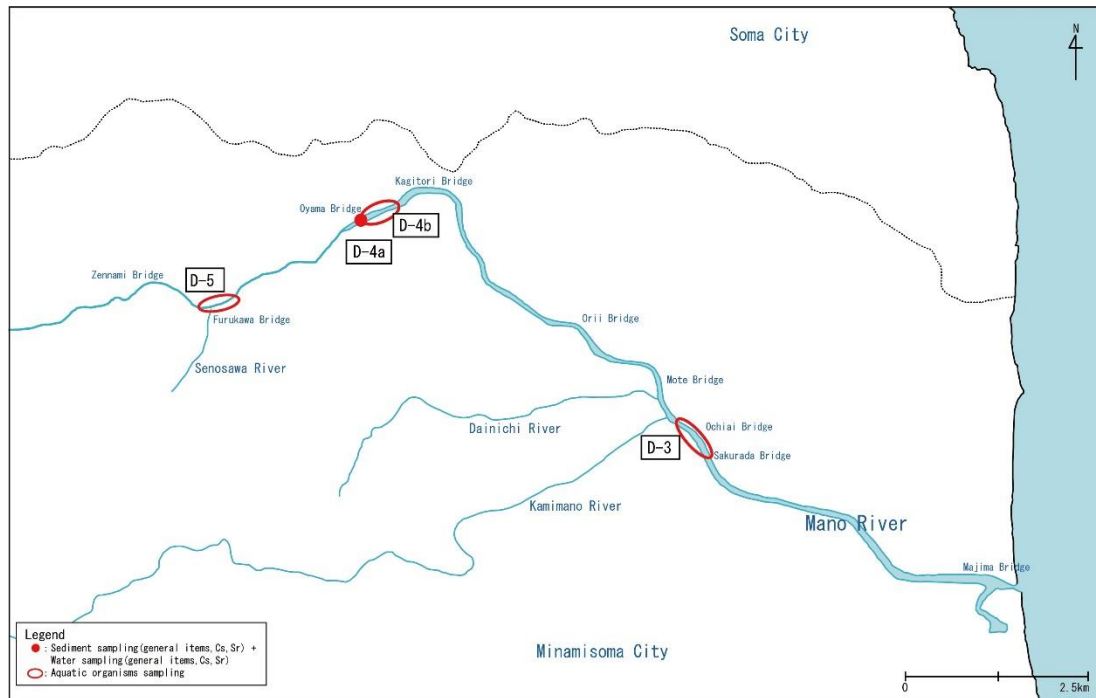 Soma City
N
4
Kagitori Bridge
Oyama Bridge
D-4b
D-4a
Zennami Bridge
D-5
Furukawa Bridge
Orii Bridge
Senosawa River
Mote Bridge
Dainichi River
Ochiai Bridge
D-3
Sakurada Bridge
Kamimano River
Mano River
Majima Bridge
Minamisoma City
Legend
: Sediment sampling(general items,Cs,Sr) +
Water sampling(general items,Cs,Sr)
: Aquatic organisms sampling
0
2.5km